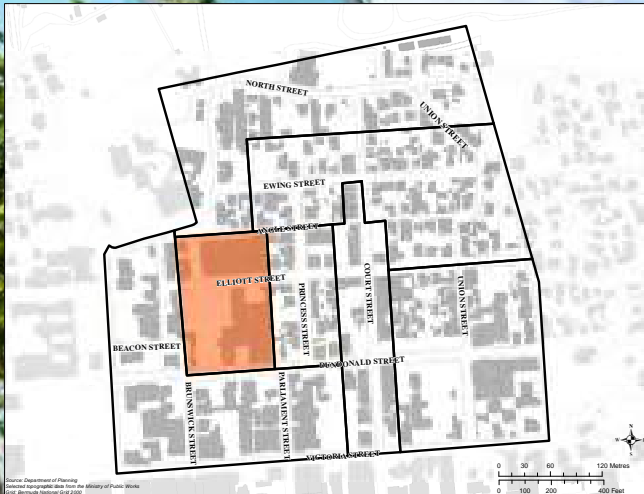 NORTH STREET
UNION STREET
EWING STREET
ANGLE STREET
ELLIOTT STREET
COURT STREET
PRINCESS STREET
UNION STREET
BEACON STREET
DUNDONALD STREET
BRUNSWICK STREET
PARLIAMENT STREET
VICTORIA STREET
N
W
S
0 30 60 120 Metres
0 100 200 400 Feet
Source: Department of Planning
Selected topographic data from the Ministry of Public Works
Grid: Bermuda National Grid 2000